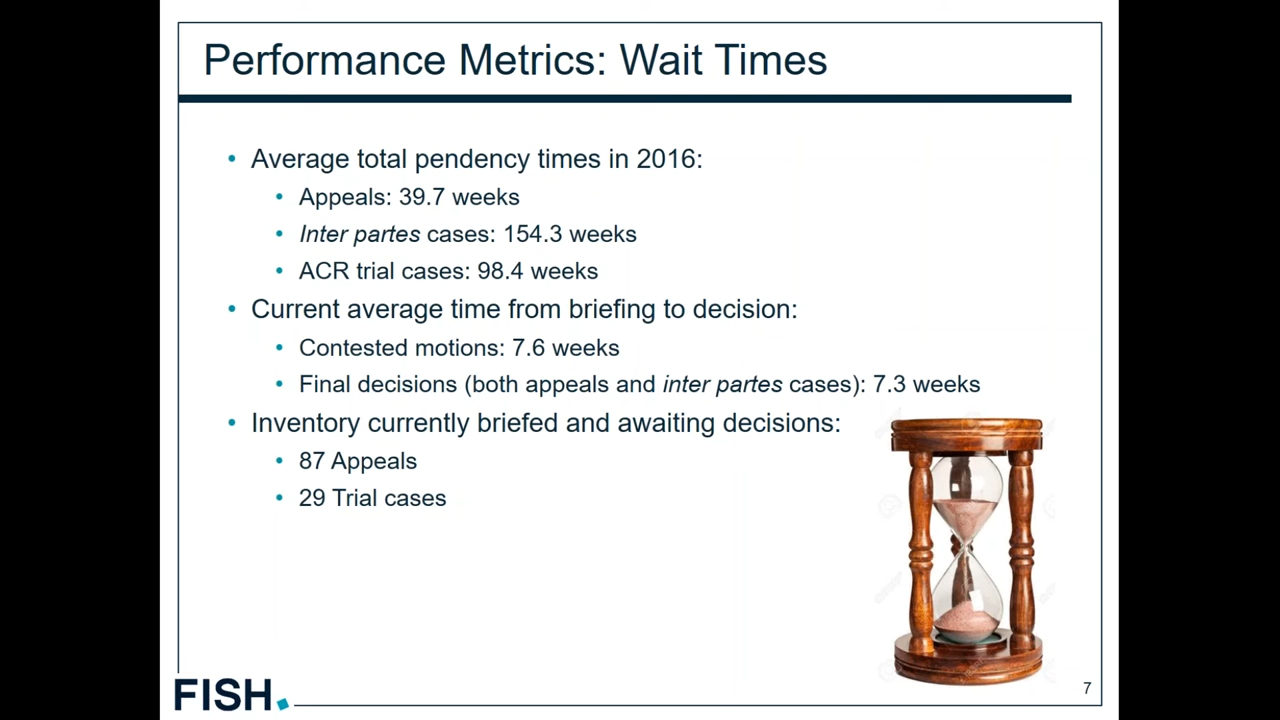 Performance Metrics: Wait Times
• Average total pendency times in 2016:
• Appeals: 39.7 weeks
• Inter partes cases: 154.3 weeks
• ACR trial cases: 98.4 weeks
• Current average time from briefing to decision:
• Contested motions: 7.6 weeks
• Final decisions (both appeals and inter partes cases): 7.3 weeks
• Inventory currently briefed and awaiting decisions:
• 87 Appeals
• 29 Trial cases
FISH.
7